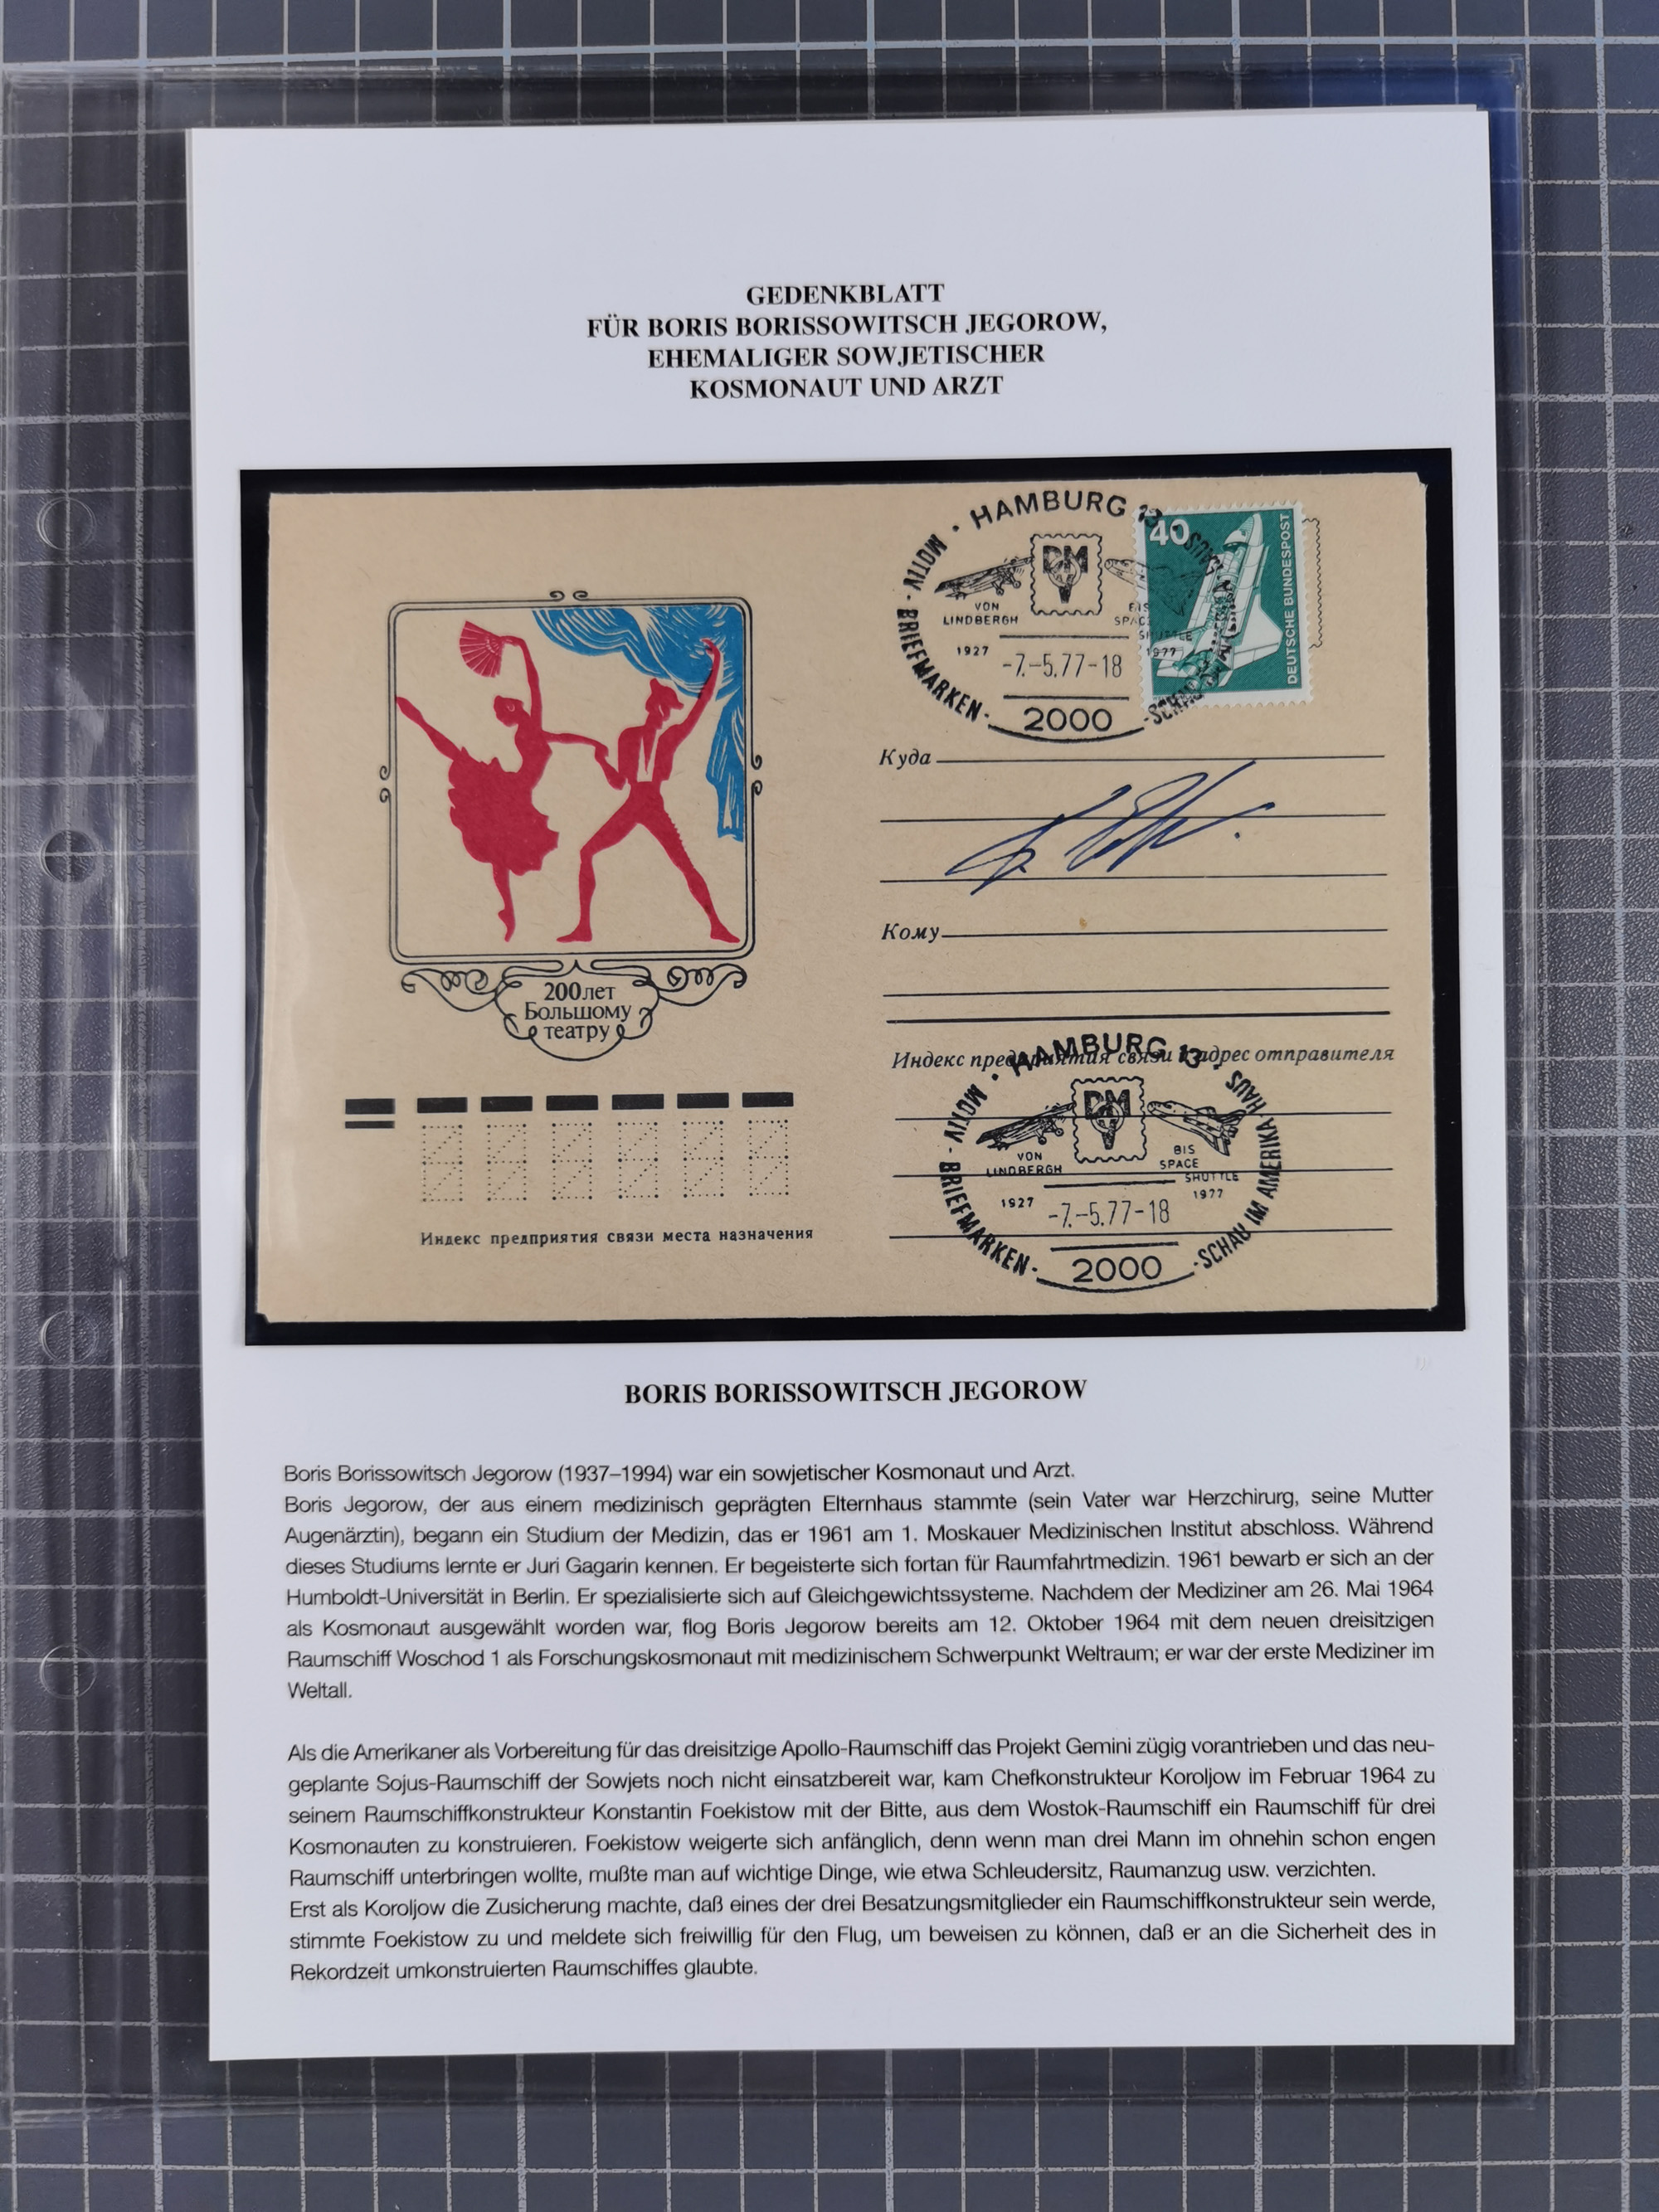 GEDENKBLATT
FÜR BORIS BORISSOWITSCH JEGOROW,
EHEMALIGER SOWJETISCHER
KOSMONAUT UND ARZT
HAMBURG 13
MOTIV - BRIEFMARKEN - SCHAU IM AMERIKA HAUS
DM
VON
LINDBERGH
1927
BIS
SPACE
SHUTTLE
1977
-7.-5.77-18
2000
40
DEUTSCHE BUNDESPOST
Куда
Кому
200 лет
Большому
театру
Индекс предприятия связи и адрес отправителя
HAMBURG 13
MOTIV - BRIEFMARKEN - SCHAU IM AMERIKA HAUS
DM
VON
LINDBERGH
1927
BIS
SPACE
SHUTTLE
1977
-7.-5.77-18
2000
Индекс предприятия связи места назначения
BORIS BORISSOWITSCH JEGOROW
Boris Borissowitsch Jegorow (1937–1994) war ein sowjetischer Kosmonaut und Arzt.
Boris Jegorow, der aus einem medizinisch geprägten Elternhaus stammte (sein Vater war Herzchirurg, seine Mutter
Augenärztin), begann ein Studium der Medizin, das er 1961 am 1. Moskauer Medizinischen Institut abschloss. Während
dieses Studiums lernte er Juri Gagarin kennen. Er begeisterte sich fortan für Raumfahrtmedizin. 1961 bewarb er sich an der
Humboldt-Universität in Berlin. Er spezialisierte sich auf Gleichgewichtssysteme. Nachdem der Mediziner am 26. Mai 1964
als Kosmonaut ausgewählt worden war, flog Boris Jegorow bereits am 12. Oktober 1964 mit dem neuen dreisitzigen
Raumschiff Woschod 1 als Forschungskosmonaut mit medizinischem Schwerpunkt Weltraum; er war der erste Mediziner im
Weltall.
Als die Amerikaner als Vorbereitung für das dreisitzige Apollo-Raumschiff das Projekt Gemini zügig vorantrieben und das neu-
geplante Sojus-Raumschiff der Sowjets noch nicht einsatzbereit war, kam Chefkonstrukteur Koroljow im Februar 1964 zu
seinem Raumschiffkonstrukteur Konstantin Foekistow mit der Bitte, aus dem Wostok-Raumschiff ein Raumschiff für drei
Kosmonauten zu konstruieren. Foekistow weigerte sich anfänglich, denn wenn man drei Mann im ohnehin schon engen
Raumschiff unterbringen wollte, mußte man auf wichtige Dinge, wie etwa Schleudersitz, Raumanzug usw. verzichten.
Erst als Koroljow die Zusicherung machte, daß eines der drei Besatzungsmitglieder ein Raumschiffkonstrukteur sein werde,
stimmte Foekistow zu und meldete sich freiwillig für den Flug, um beweisen zu können, daß er an die Sicherheit des in
Rekordzeit umkonstruierten Raumschiffes glaubte.